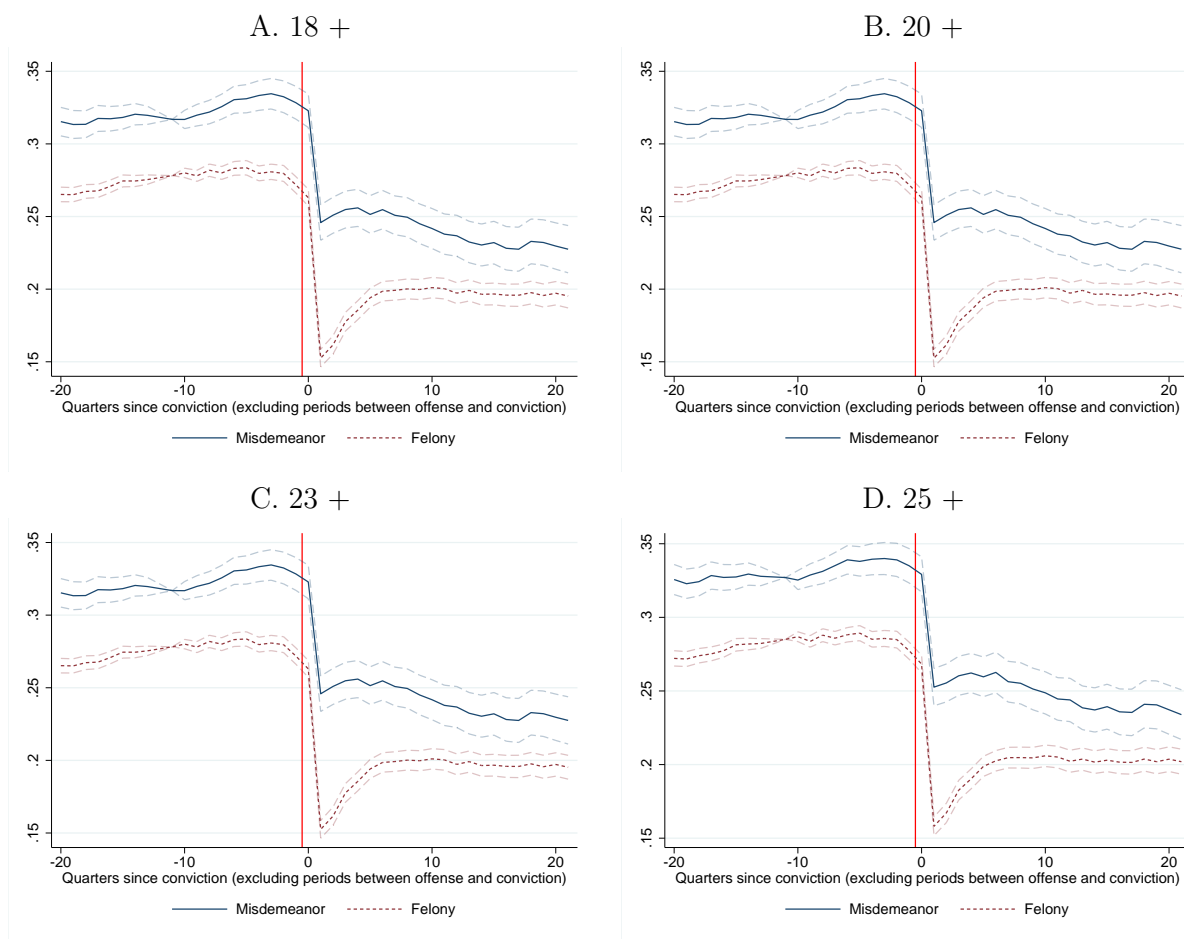 A. 18 +
.35
.3
.25
.2
.15
-20 -10 0 10 20
Quarters since conviction (excluding periods between offense and conviction)
Misdemeanor Felony
B. 20 +
.35
.3
.25
.2
.15
-20 -10 0 10 20
Quarters since conviction (excluding periods between offense and conviction)
Misdemeanor Felony
C. 23 +
.35
.3
.25
.2
.15
-20 -10 0 10 20
Quarters since conviction (excluding periods between offense and conviction)
Misdemeanor Felony
D. 25 +
.35
.3
.25
.2
.15
-20 -10 0 10 20
Quarters since conviction (excluding periods between offense and conviction)
Misdemeanor Felony